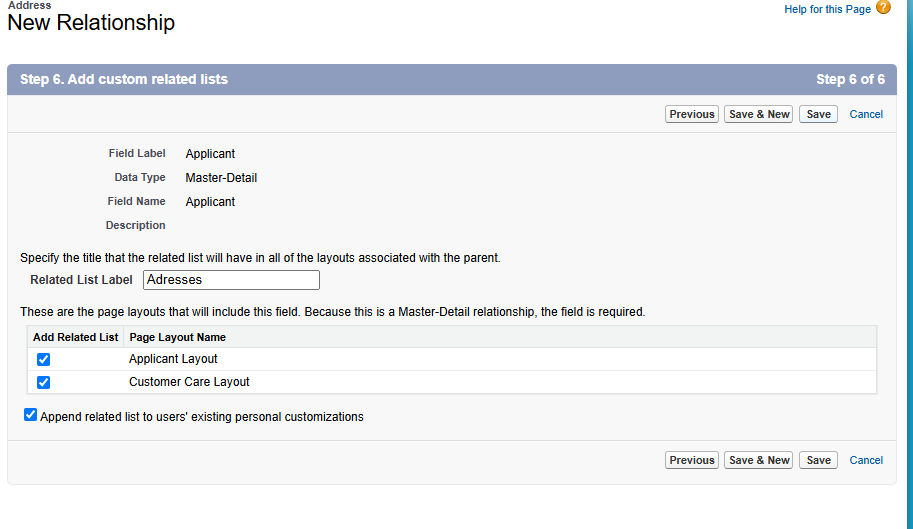 Address
New Relationship
Help for this Page ?
Step 6. Add custom related lists
Step 6 of 6
Previous Save & New Save Cancel
Field Label Applicant
Data Type Master-Detail
Field Name Applicant
Description
Specify the title that the related list will have in all of the layouts associated with the parent.
Related List Label Adresses
These are the page layouts that will include this field. Because this is a Master-Detail relationship, the field is required.
Add Related List Page Layout Name
Applicant Layout
Customer Care Layout
Append related list to users' existing personal customizations
Previous Save & New Save Cancel